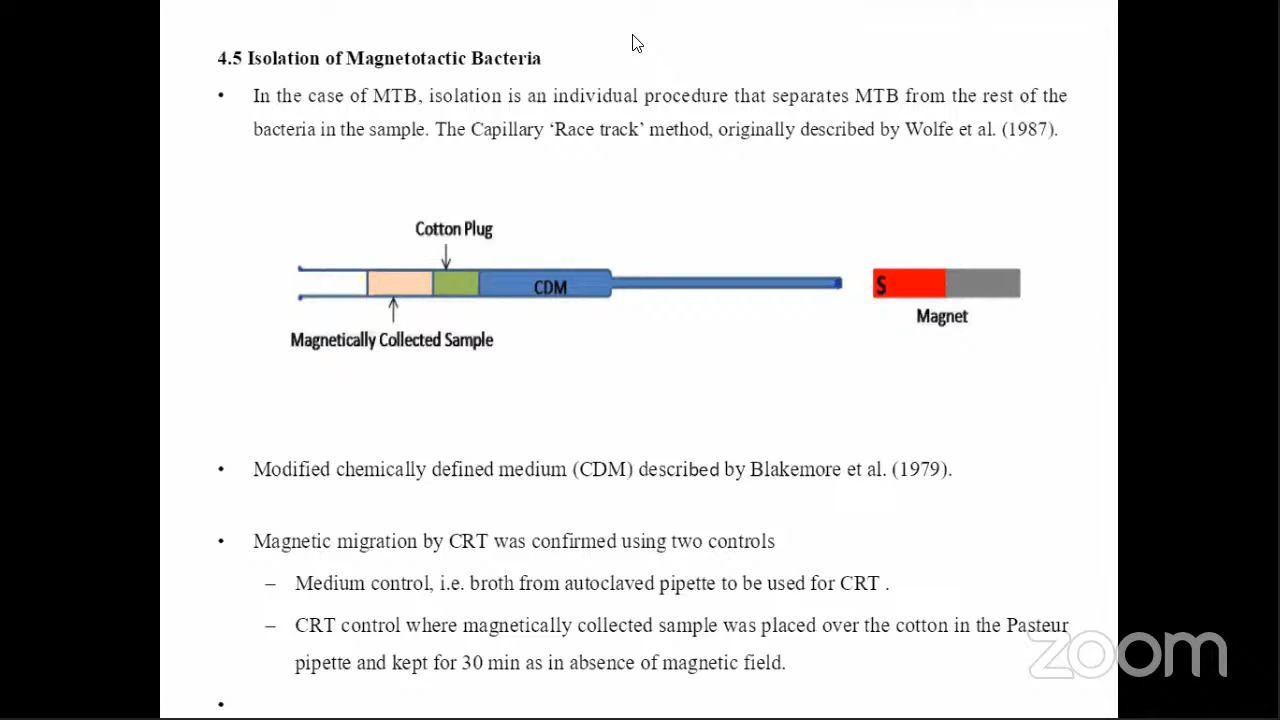 4.5 Isolation of Magnetotactic Bacteria
• In the case of MTB, isolation is an individual procedure that separates MTB from the rest of the
bacteria in the sample. The Capillary ‘Race track’ method, originally described by Wolfe et al. (1987).
Cotton Plug
CDM
S
Magnet
Magnetically Collected Sample
• Modified chemically defined medium (CDM) described by Blakemore et al. (1979).
• Magnetic migration by CRT was confirmed using two controls
– Medium control, i.e. broth from autoclaved pipette to be used for CRT .
– CRT control where magnetically collected sample was placed over the cotton in the Pasteur
pipette and kept for 30 min as in absence of magnetic field.
•
zoom